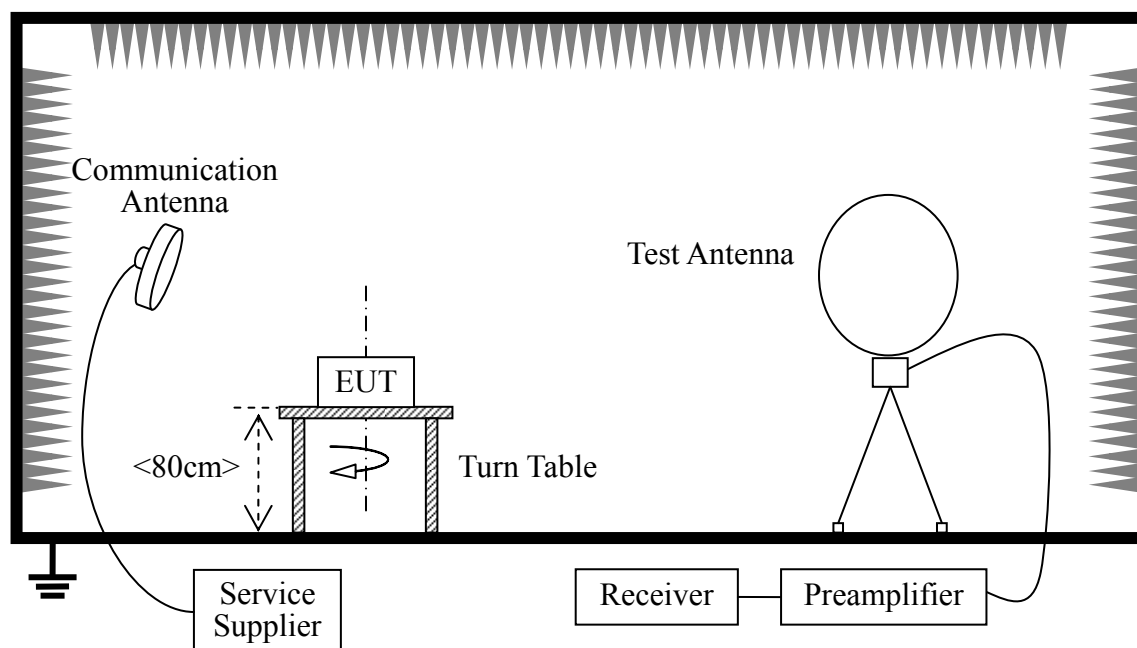 Communication
Antenna
Test Antenna
EUT
<80cm>
Turn Table
Service
Supplier
Receiver
Preamplifier